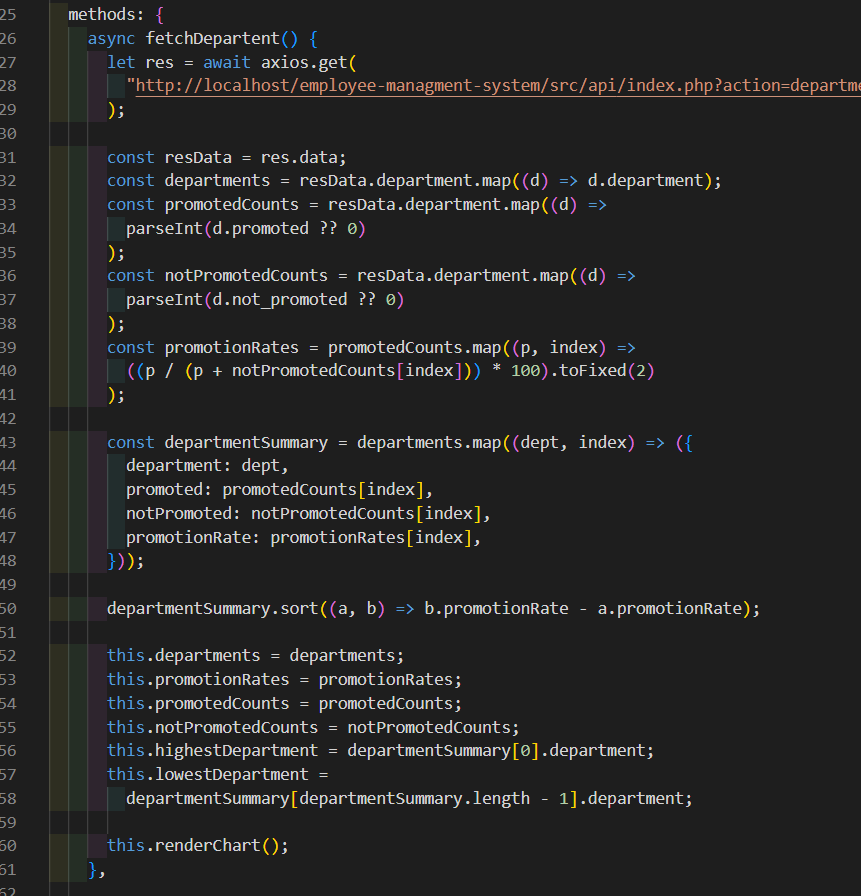 25 methods: {
26 async fetchDepartent() {
27 let res = await axios.get(
28 "http://localhost/employee-managment-system/src/api/index.php?action=departme
29 );
30
31 const resData = res.data;
32 const departments = resData.department.map((d) => d.department);
33 const promotedCounts = resData.department.map((d) =>
34 parseInt(d.promoted ?? 0)
35 );
36 const notPromotedCounts = resData.department.map((d) =>
37 parseInt(d.not_promoted ?? 0)
38 );
39 const promotionRates = promotedCounts.map((p, index) =>
40 ((p / (p + notPromotedCounts[index])) * 100).toFixed(2)
41 );
42
43 const departmentSummary = departments.map((dept, index) => ({
44 department: dept,
45 promoted: promotedCounts[index],
46 notPromoted: notPromotedCounts[index],
47 promotionRate: promotionRates[index],
48 }));
49
50 departmentSummary.sort((a, b) => b.promotionRate - a.promotionRate);
51
52 this.departments = departments;
53 this.promotionRates = promotionRates;
54 this.promotedCounts = promotedCounts;
55 this.notPromotedCounts = notPromotedCounts;
56 this.highestDepartment = departmentSummary[0].department;
57 this.lowestDepartment =
58 departmentSummary[departmentSummary.length - 1].department;
59
60 this.renderChart();
61 },
62